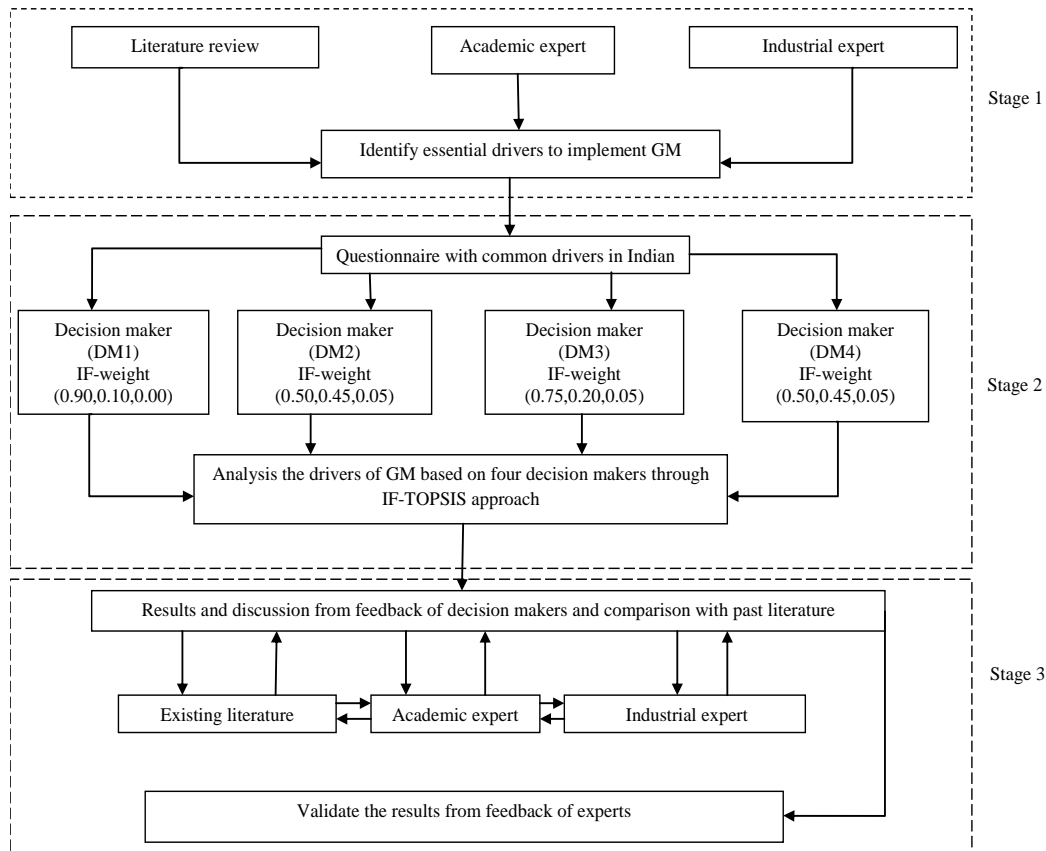 Literature review
Academic expert
Industrial expert
Stage 1
Identify essential drivers to implement GM
Questionnaire with common drivers in Indian
Decision maker
(DM1)
IF-weight
(0.90,0.10,0.00)
Decision maker
(DM2)
IF-weight
(0.50,0.45,0.05)
Decision maker
(DM3)
IF-weight
(0.75,0.20,0.05)
Decision maker
(DM4)
IF-weight
(0.50,0.45,0.05)
Stage 2
Analysis the drivers of GM based on four decision makers through
IF-TOPSIS approach
Results and discussion from feedback of decision makers and comparison with past literature
Stage 3
Existing literature
Academic expert
Industrial expert
Validate the results from feedback of experts